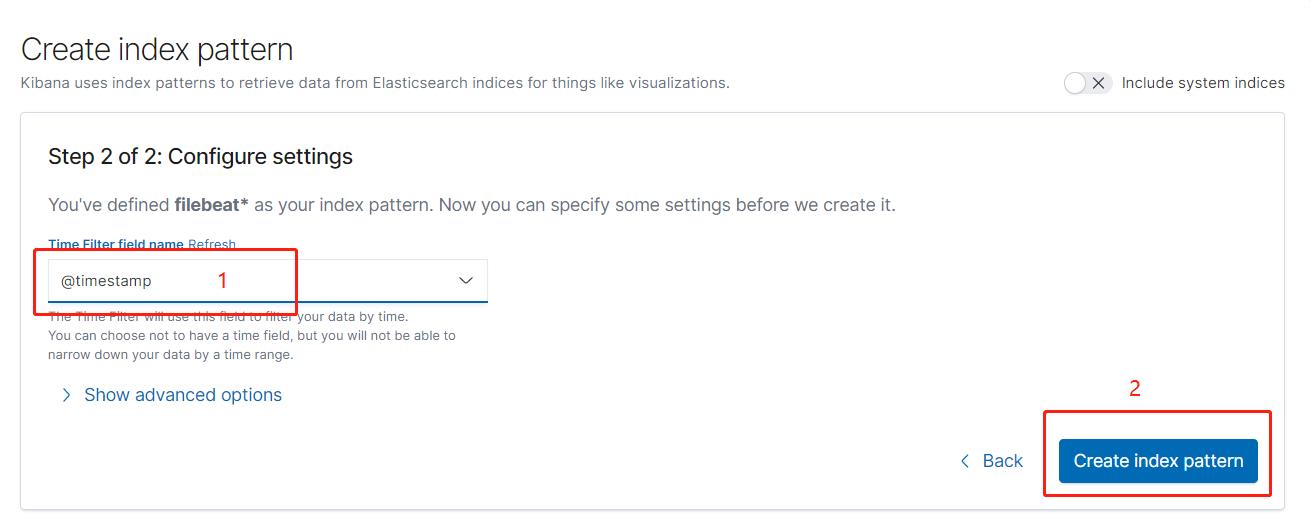 Create index pattern
Kibana uses index patterns to retrieve data from Elasticsearch indices for things like visualizations.
Include system indices
Step 2 of 2: Configure settings
You've defined filebeat* as your index pattern. Now you can specify some settings before we create it.
Time Filter field name Refresh
@timestamp 1
The Time Filter will use this field to filter your data by time.
You can choose not to have a time field, but you will not be able to
narrow down your data by a time range.
Show advanced options
2
Back
Create index pattern